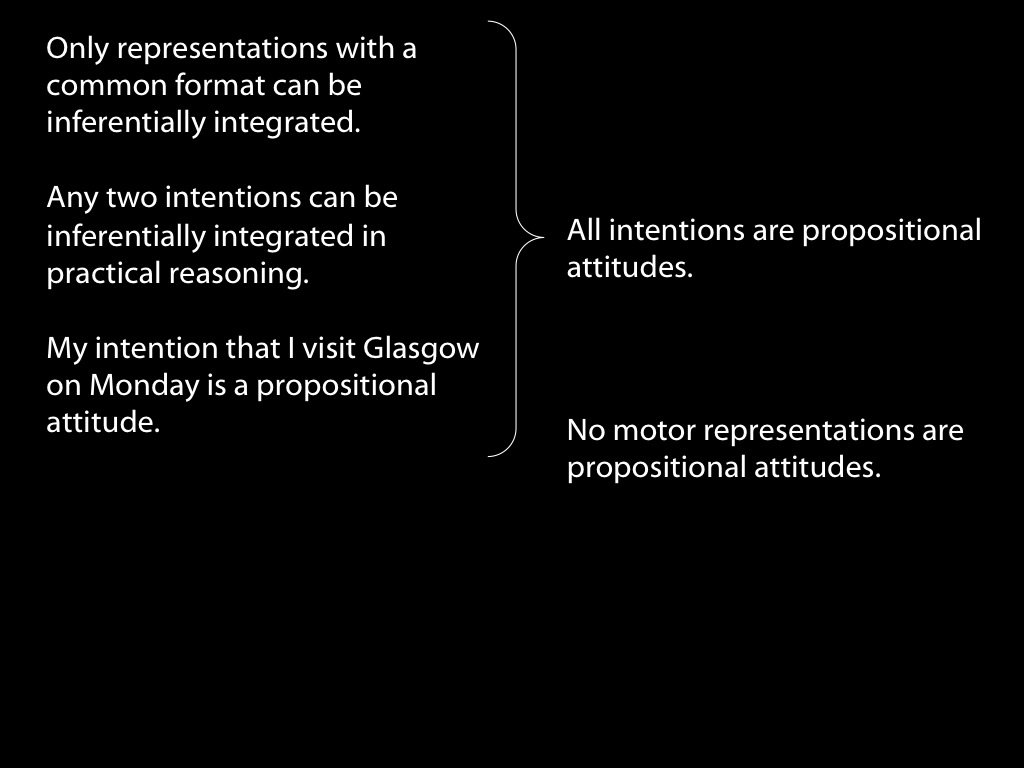 Only representations with a
common format can be
inferentially integrated.
Any two intentions can be
inferentially integrated in
practical reasoning.
My intention that I visit Glasgow
on Monday is a propositional
attitude.
All intentions are propositional
attitudes.
No motor representations are
propositional attitudes.